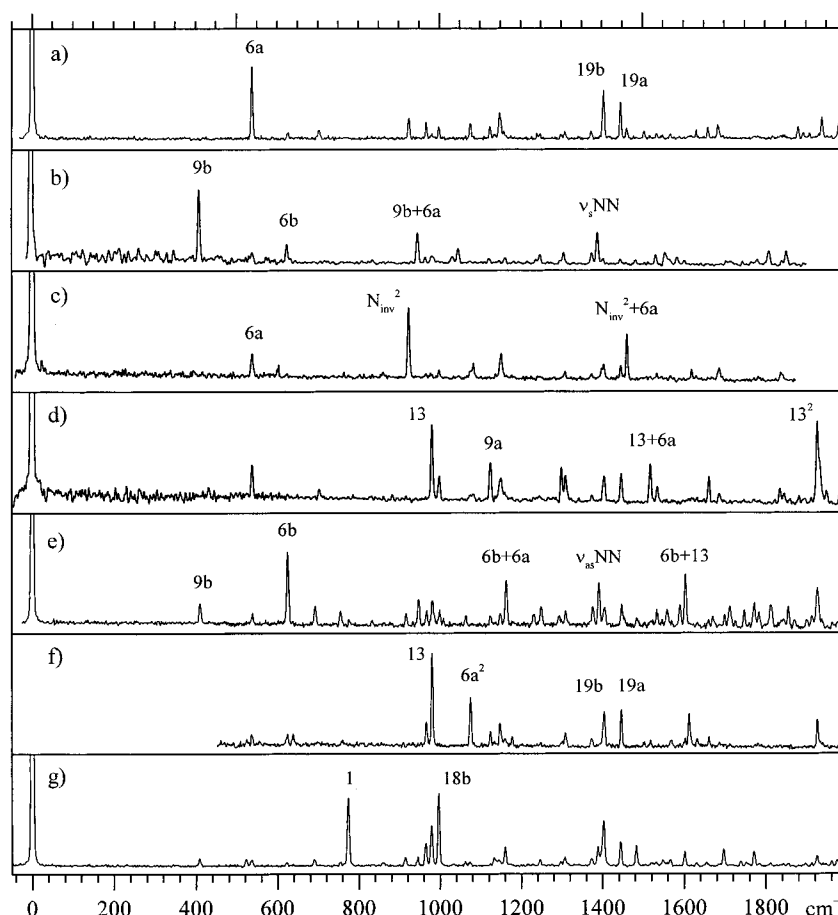 a)
6a
19b
19a
b)
9b
6b
9b+6a
νsNN
c)
6a
Ninv²
Ninv²+6a
d)
13
9a
13+6a
13²
e)
9b
6b
6b+6a
νasNN
6b+13
f)
13
6a²
19b
19a
g)
1
18b
0 200 400 600 800 1000 1200 1400 1600 1800 cm